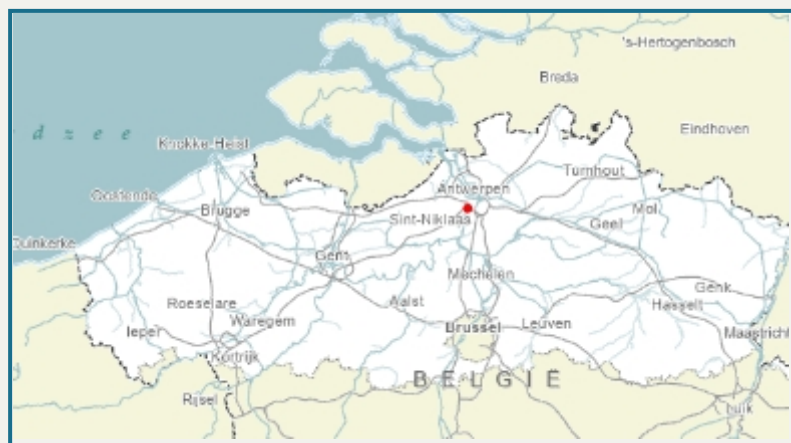 's-Hertogenbosch
Breda
Eindhoven
d z e e
Knokke-Heist
Turnhout
Antwerpen
Oostende
Mol
Brugge
Sint-Niklaas
Geel
Duinkerke
Gent
Mechelen
Genk
Roeselare
Aalst
Hasselt
Waregem
Brussel
Leuven
Ieper
Maastricht
Kortrijk
BELGIË
Rijsel
Luik